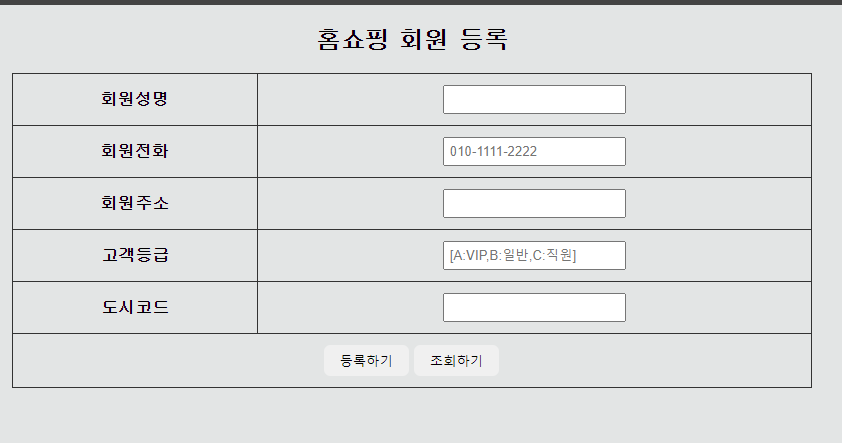 홈쇼핑 회원 등록
회원성명
회원전화 010-1111-2222
회원주소
고객등급 [A:VIP,B:일반,C:직원]
도시코드
등록하기 조회하기